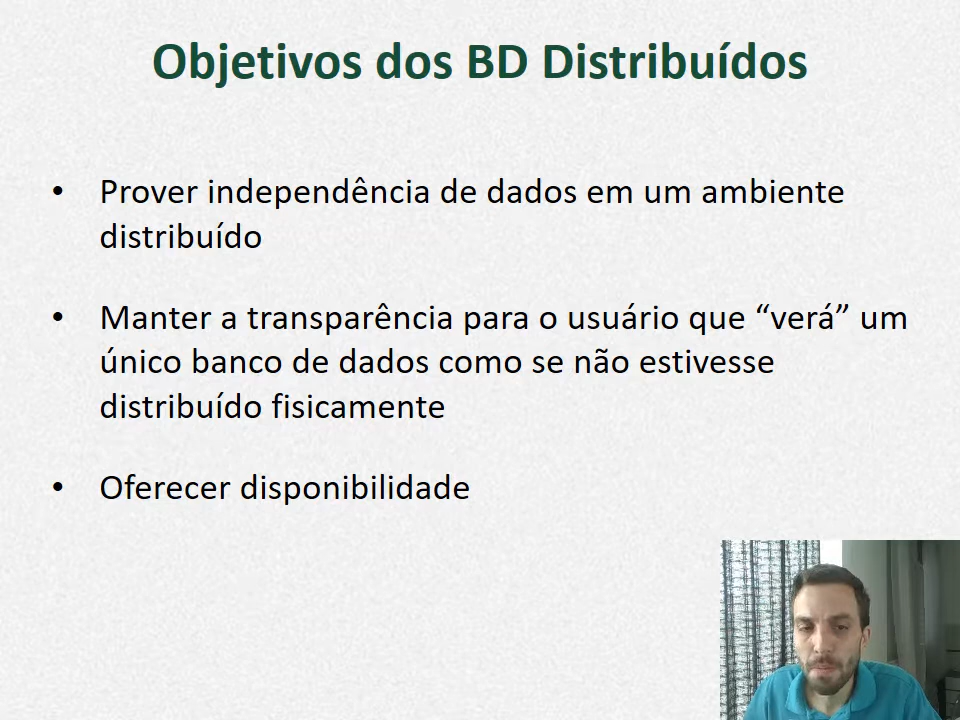 Objetivos dos BD Distribuídos
• Prover independência de dados em um ambiente
distribuído
• Manter a transparência para o usuário que “verá” um
único banco de dados como se não estivesse
distribuído fisicamente
• Oferecer disponibilidade